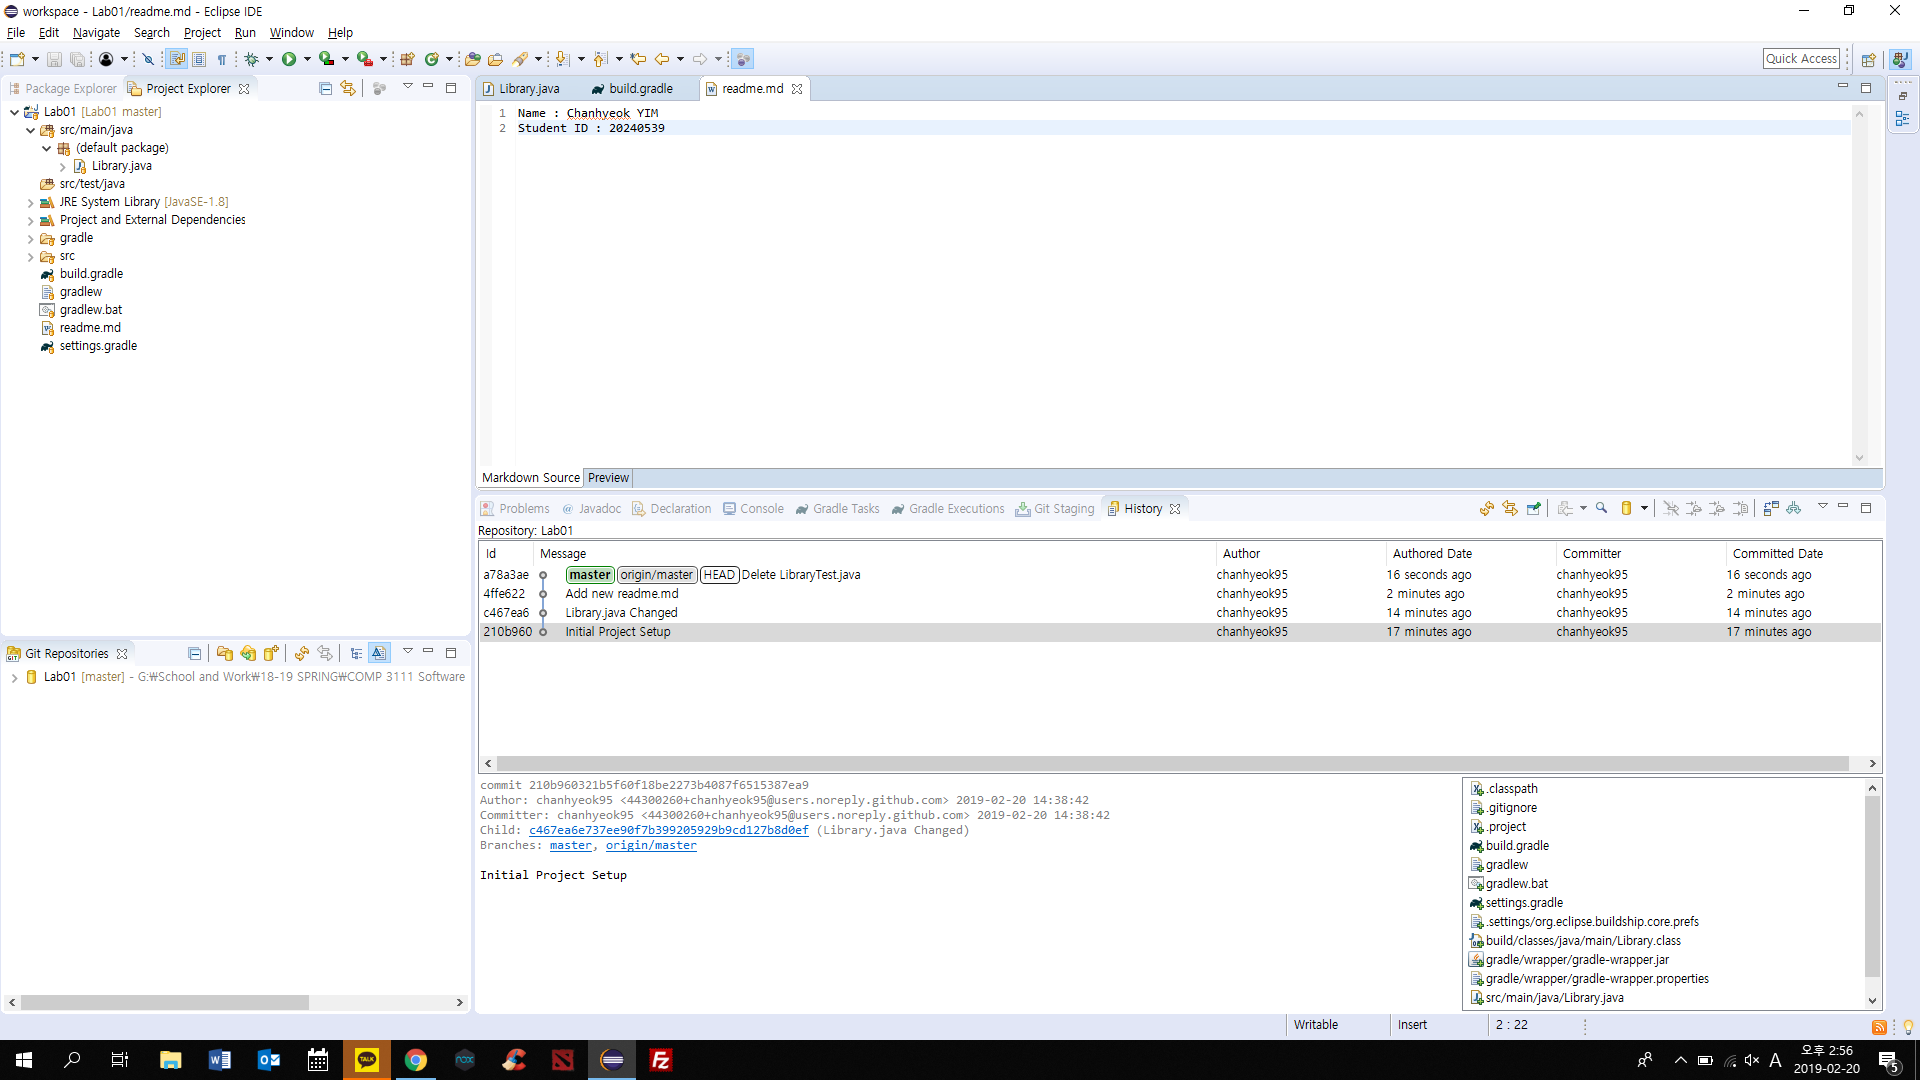 workspace - Lab01/readme.md - Eclipse IDE
File Edit Navigate Search Project Run Window Help
Quick Access
Package Explorer Project Explorer
Lab01 [Lab01 master]
src/main/java
(default package)
Library.java
src/test/java
JRE System Library [JavaSE-1.8]
Project and External Dependencies
gradle
src
build.gradle
gradlew
gradlew.bat
readme.md
settings.gradle
Library.java build.gradle readme.md
1 Name : Chanhyeok YIM
2 Student ID : 20240539
Markdown Source Preview
Problems Javadoc Declaration Console Gradle Tasks Gradle Executions Git Staging History
Repository: Lab01
Id Message Author Authored Date Committer Committed Date
a78a3ae master origin/master HEAD Delete LibraryTest.java chanhyeok95 16 seconds ago chanhyeok95 16 seconds ago
4ffe622 Add new readme.md chanhyeok95 2 minutes ago chanhyeok95 2 minutes ago
c467ea6 Library.java Changed chanhyeok95 14 minutes ago chanhyeok95 14 minutes ago
210b960 Initial Project Setup chanhyeok95 17 minutes ago chanhyeok95 17 minutes ago
Git Repositories
Lab01 [master] - G:₩School and Work₩18-19 SPRING₩COMP 3111 Software
commit 210b960321b5f60f18be2273b4087f6515387ea9
Author: chanhyeok95 <44300260+chanhyeok95@users.noreply.github.com> 2019-02-20 14:38:42
Committer: chanhyeok95 <44300260+chanhyeok95@users.noreply.github.com> 2019-02-20 14:38:42
Child: c467ea6e737ee90f7b399205929b9cd127b8d0ef (Library.java Changed)
Branches: master, origin/master
Initial Project Setup
.classpath
.gitignore
.project
build.gradle
gradlew
gradlew.bat
settings.gradle
.settings/org.eclipse.buildship.core.prefs
build/classes/java/main/Library.class
gradle/wrapper/gradle-wrapper.jar
gradle/wrapper/gradle-wrapper.properties
src/main/java/Library.java
Writable Insert 2 : 22
TALK
nox
A
오후 2:56
2019-02-20
5